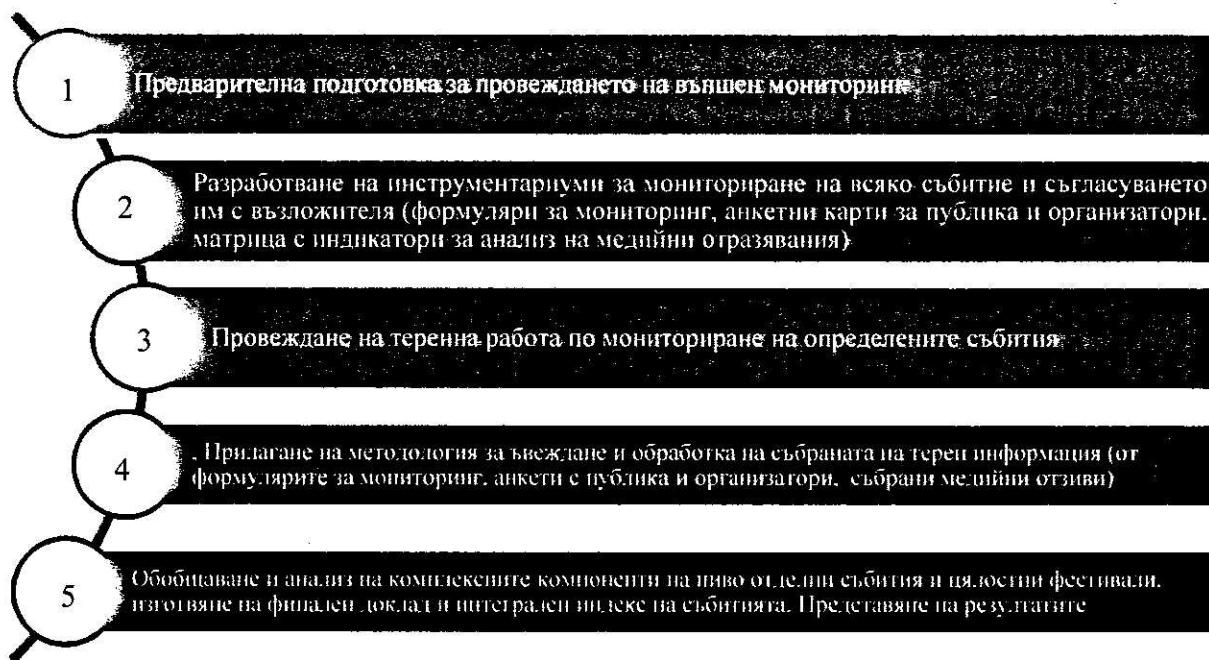 1
Предварителна подготовка за провеждането на външен мониторинг
2
Разработване на инструментариуми за мониториране на всяко събитие и съгласуването
им с възложителя (формуляри за мониторинг, анкетни карти за публика и организатори,
матрица с индикатори за анализ на медийни отразявания)
3
Провеждане на теренна работа по мониториране на определените събития
4
. Прилагане на методология за въвеждане и обработка на събраната на терен информация (от
формулярите за мониторинг, анкети с публика и организатори, събрани медийни отзиви)
5
Обобщаване и анализ на комплексните компоненти на ниво отделни събития и цялостни фестивали,
изготвяне на финален доклад и интегрален индекс на събитията. Представяне на резултатите